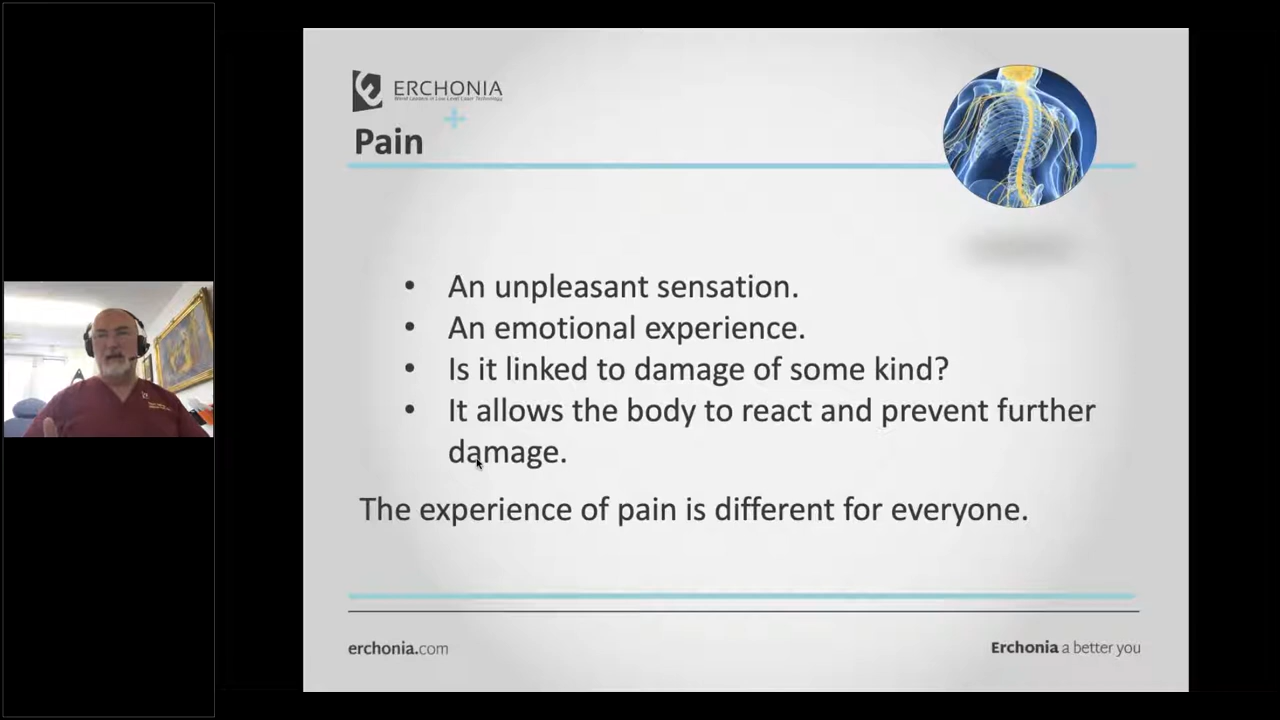 ERCHONIA
World Leaders in Low Level Laser Technology
Pain
• An unpleasant sensation.
• An emotional experience.
• Is it linked to damage of some kind?
• It allows the body to react and prevent further
damage.
The experience of pain is different for everyone.
erchonia.com
Erchonia a better you